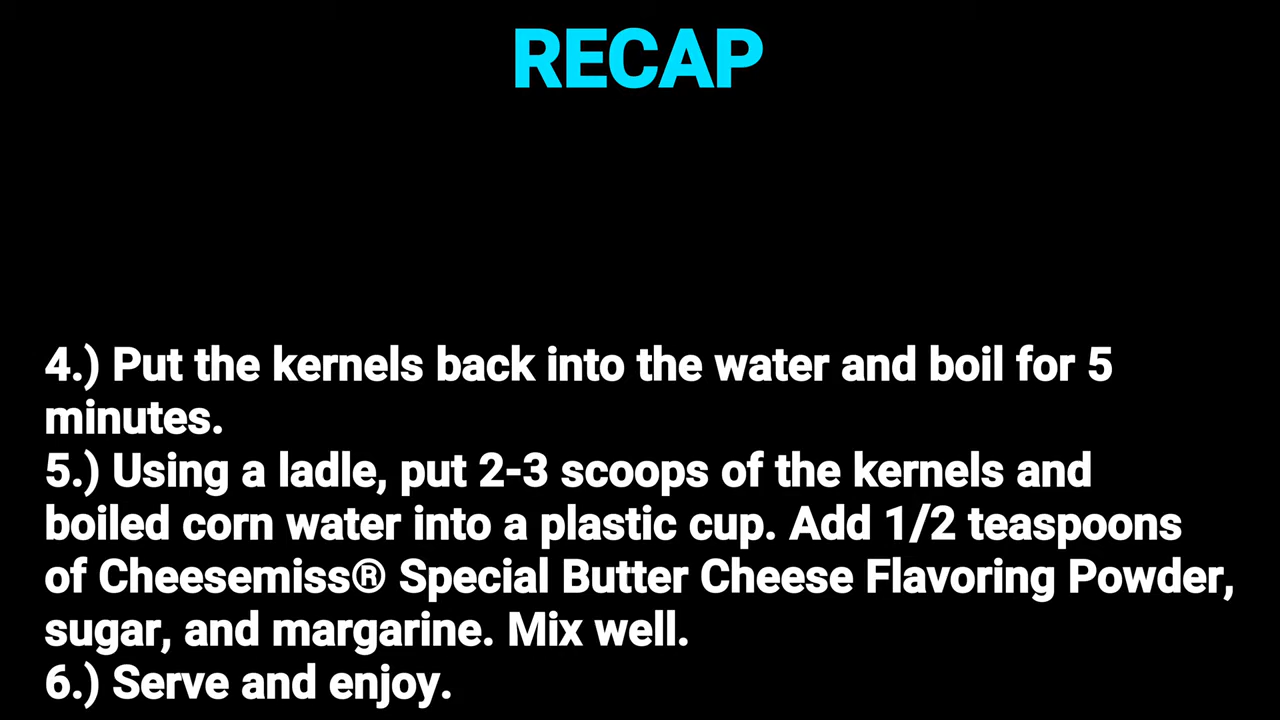 RECAP
4.) Put the kernels back into the water and boil for 5
minutes.
5.) Using a ladle, put 2-3 scoops of the kernels and
boiled corn water into a plastic cup. Add 1/2 teaspoons
of Cheesemiss® Special Butter Cheese Flavoring Powder,
sugar, and margarine. Mix well.
6.) Serve and enjoy.